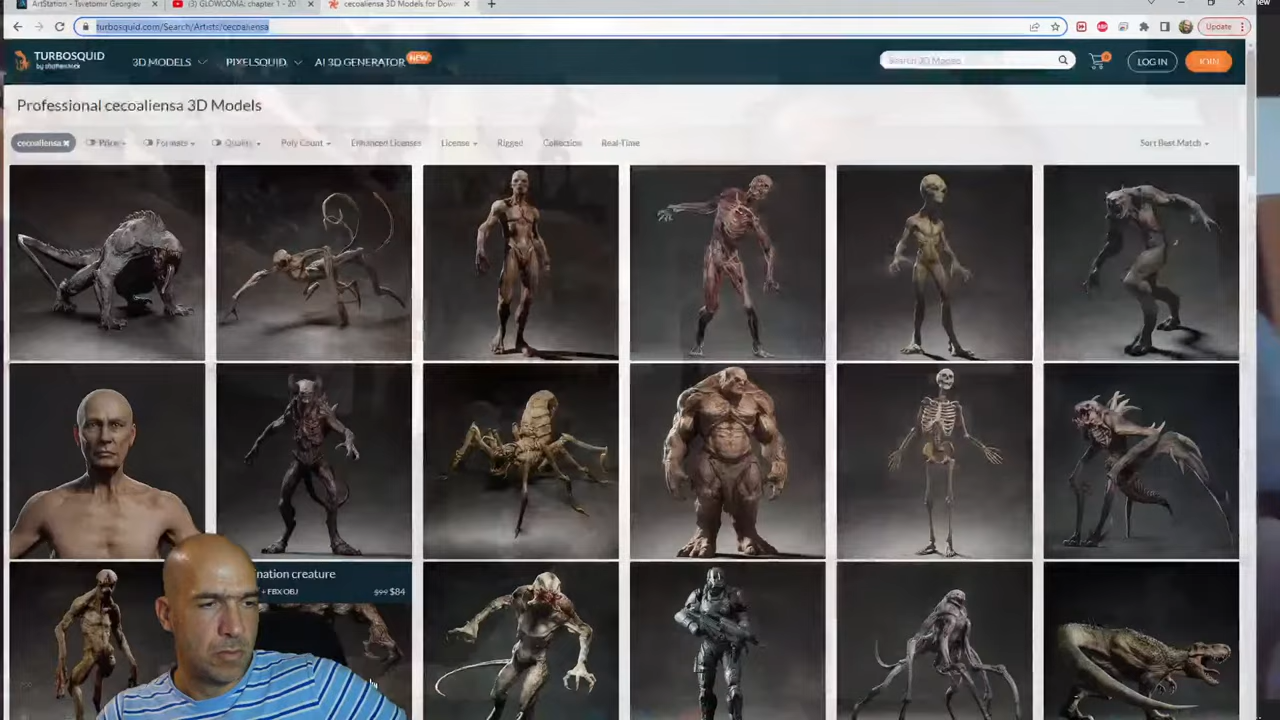 ArtStation - Tsvetomir Georgiev
(3) GLOWCOMA: chapter 1 - 20
cecoaliensa 3D Models for Dow
turbosquid.com/Search/Artists/cecoaliensa
Update
TURBOSQUID
by shutterstock
3D MODELS
PIXELSQUID
AI 3D GENERATOR
NEW
Search 3D Models
LOG IN
JOIN
Professional cecoaliensa 3D Models
cecoaliensa
Price
Formats
Quality
Poly Count
Enhanced Licenses
License
Rigged
Collection
Real-Time
Sort Best Match
nation creature
+ FBX OBJ
$99 $84